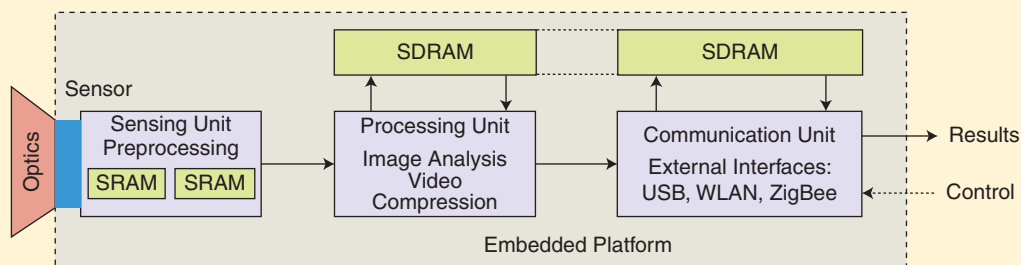 SDRAM
SDRAM
Sensor
Optics
Sensing Unit
Preprocessing
SRAM
SRAM
Processing Unit
Image Analysis
Video
Compression
Communication Unit
External Interfaces:
USB, WLAN, ZigBee
Results
Control
Embedded Platform